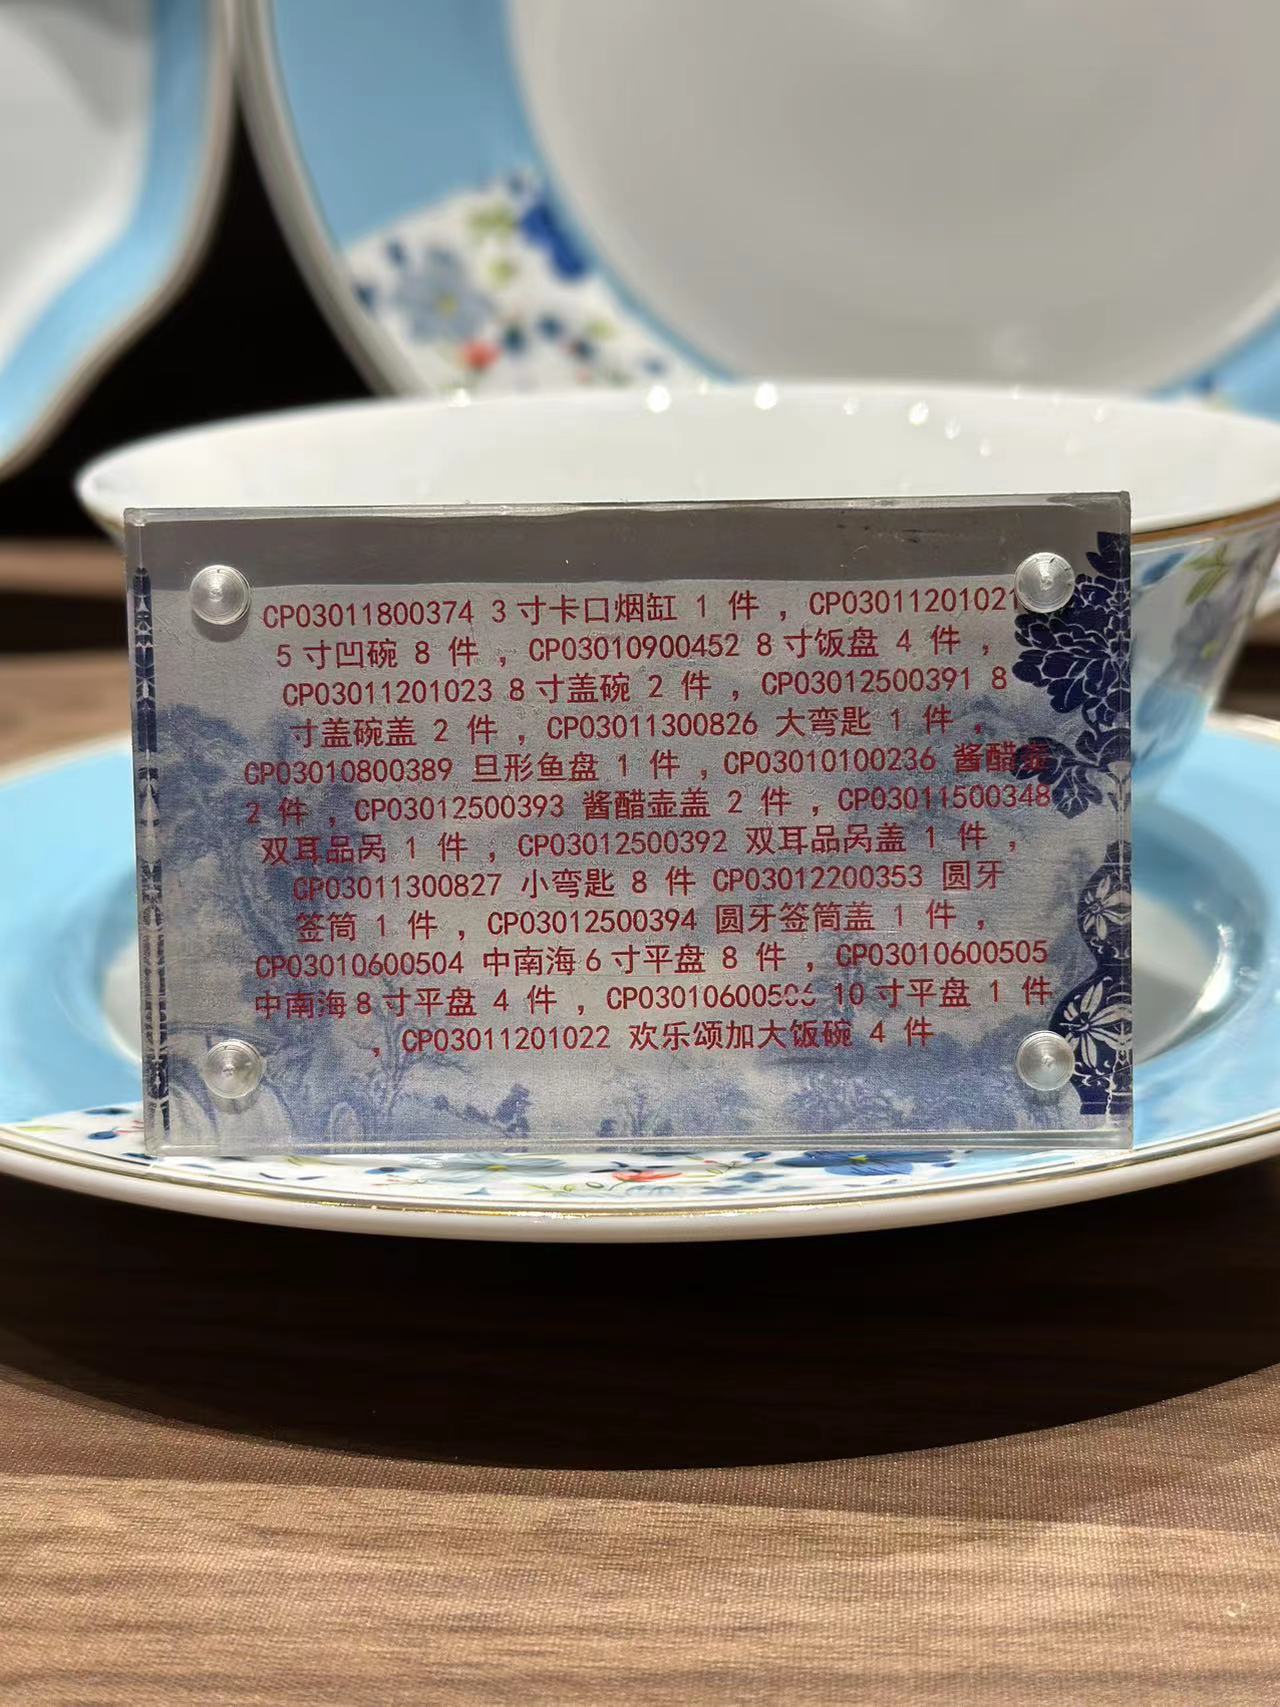 CP03011800374 3寸卡口烟缸 1 件 ，CP03011201021
5寸凹碗 8 件 ，CP03010900452 8寸饭盘 4 件 ，
CP03011201023 8寸盖碗 2 件 ，CP03012500391 8
寸盖碗盖 2 件 ，CP03011300826 大弯匙 1 件 ，
CP03010800389 旦形鱼盘 1 件 ，CP03010100236 酱醋壶
2 件 ，CP03012500393 酱醋壶盖 2 件 ，CP03011500348
双耳品呙 1 件 ，CP03012500392 双耳品呙盖 1 件 ，
CP03011300827 小弯匙 8 件 CP03012200353 圆牙
签筒 1 件 ，CP03012500394 圆牙签筒盖 1 件 ，
CP03010600504 中南海6寸平盘 8 件 ，CP03010600505
中南海8寸平盘 4 件 ，CP03010600506 10寸平盘 1 件
，CP03011201022 欢乐颂加大饭碗 4 件